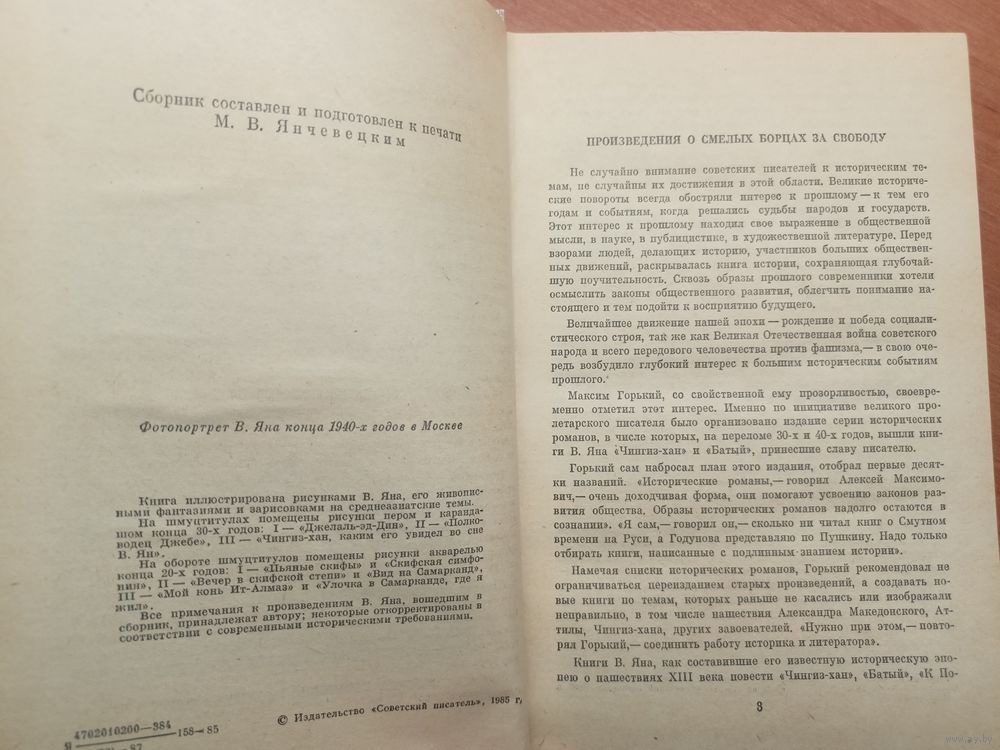 Сборник составлен и подготовлен к печати
М. В. Янчевецким
Фотопортрет В. Яна конца 1940-х годов в Москве
Книга иллюстрирована рисунками В. Яна, его живопис-
ными фантазиями и зарисовками на среднеазиатские темы.
На шмуцтитулах помещены рисунки пером и каранда-
шом конца 30-х годов: I — «Джелаль-эд-Дин», II — «Полко-
водец Джебе», III — «Чингиз-хан, каким его увидел во сне
В. Ян».
На обороте шмуцтитулов помещены рисунки акварелью
конца 20-х годов: I — «Пьяные скифы» и «Скифская симфо-
ния», II — «Вечер в скифской степи» и «Вид на Самарканд»,
III — «Мой конь Ит-Алмаз» и «Улочка в Самарканде, где я
жил».
Все примечания к произведениям В. Яна, вошедшим в
сборник, принадлежат автору; некоторые откорректированы в
соответствии с современными историческими требованиями.
4702010200—384
Я 158—85
87
© Издательство «Советский писатель», 1985 г.
ПРОИЗВЕДЕНИЯ О СМЕЛЫХ БОРЦАХ ЗА СВОБОДУ
Не случайно внимание советских писателей к историческим те-
мам, не случайны их достижения в этой области. Великие историче-
ские повороты всегда обостряли интерес к прошлому — к тем его
годам и событиям, когда решались судьбы народов и государств.
Этот интерес к прошлому находил свое выражение в общественной
мысли, в науке, в публицистике, в художественной литературе. Перед
взорами людей, делающих историю, участников больших обществен-
ных движений, раскрывалась книга истории, сохраняющая глубочай-
шую поучительность. Сквозь образы прошлого современники хотели
осмыслить законы общественного развития, облегчить понимание на-
стоящего и тем подойти к восприятию будущего.
Величайшее движение нашей эпохи — рождение и победа социали-
стического строя, так же как Великая Отечественная война советского
народа и всего передового человечества против фашизма,— в свою оче-
редь возбудило глубокий интерес к большим историческим событиям
прошлого.
Максим Горький, со свойственной ему прозорливостью, своевре-
менно отметил этот интерес. Именно по инициативе великого про-
летарского писателя было организовано издание серии исторических
романов, в числе которых, на переломе 30-х и 40-х годов, вышли кни-
ги В. Яна «Чингиз-хан» и «Батый», принесшие славу писателю.
Горький сам набросал план этого издания, отобрал первые десят-
ки названий. «Исторические романы,— говорил Алексей Максимо-
вич,— очень доходчивая форма, они помогают усвоению законов раз-
вития общества. Образы исторических романов надолго остаются в
сознании». «Я сам,— говорил он,— сколько ни читал книг о Смутном
времени на Руси, а Годунова представляю по Пушкину. Надо только
отбирать книги, написанные с подлинным знанием истории».
Намечая списки исторических романов, Горький рекомендовал не
ограничиваться переизданием старых произведений, а создавать но-
вые книги по темам, которых раньше не касались или изображали
неправильно, в том числе нашествия Александра Македонского, Ат-
тилы, Чингиз-хана, других завоевателей. «Нужно при этом,— повто-
рял Горький,— соединить работу историка и литератора».
Книги В. Яна, как составившие его известную историческую эпо-
пею о нашествиях XIII века повести «Чингиз-хан», «Батый», «К По-
3
www.ay.by